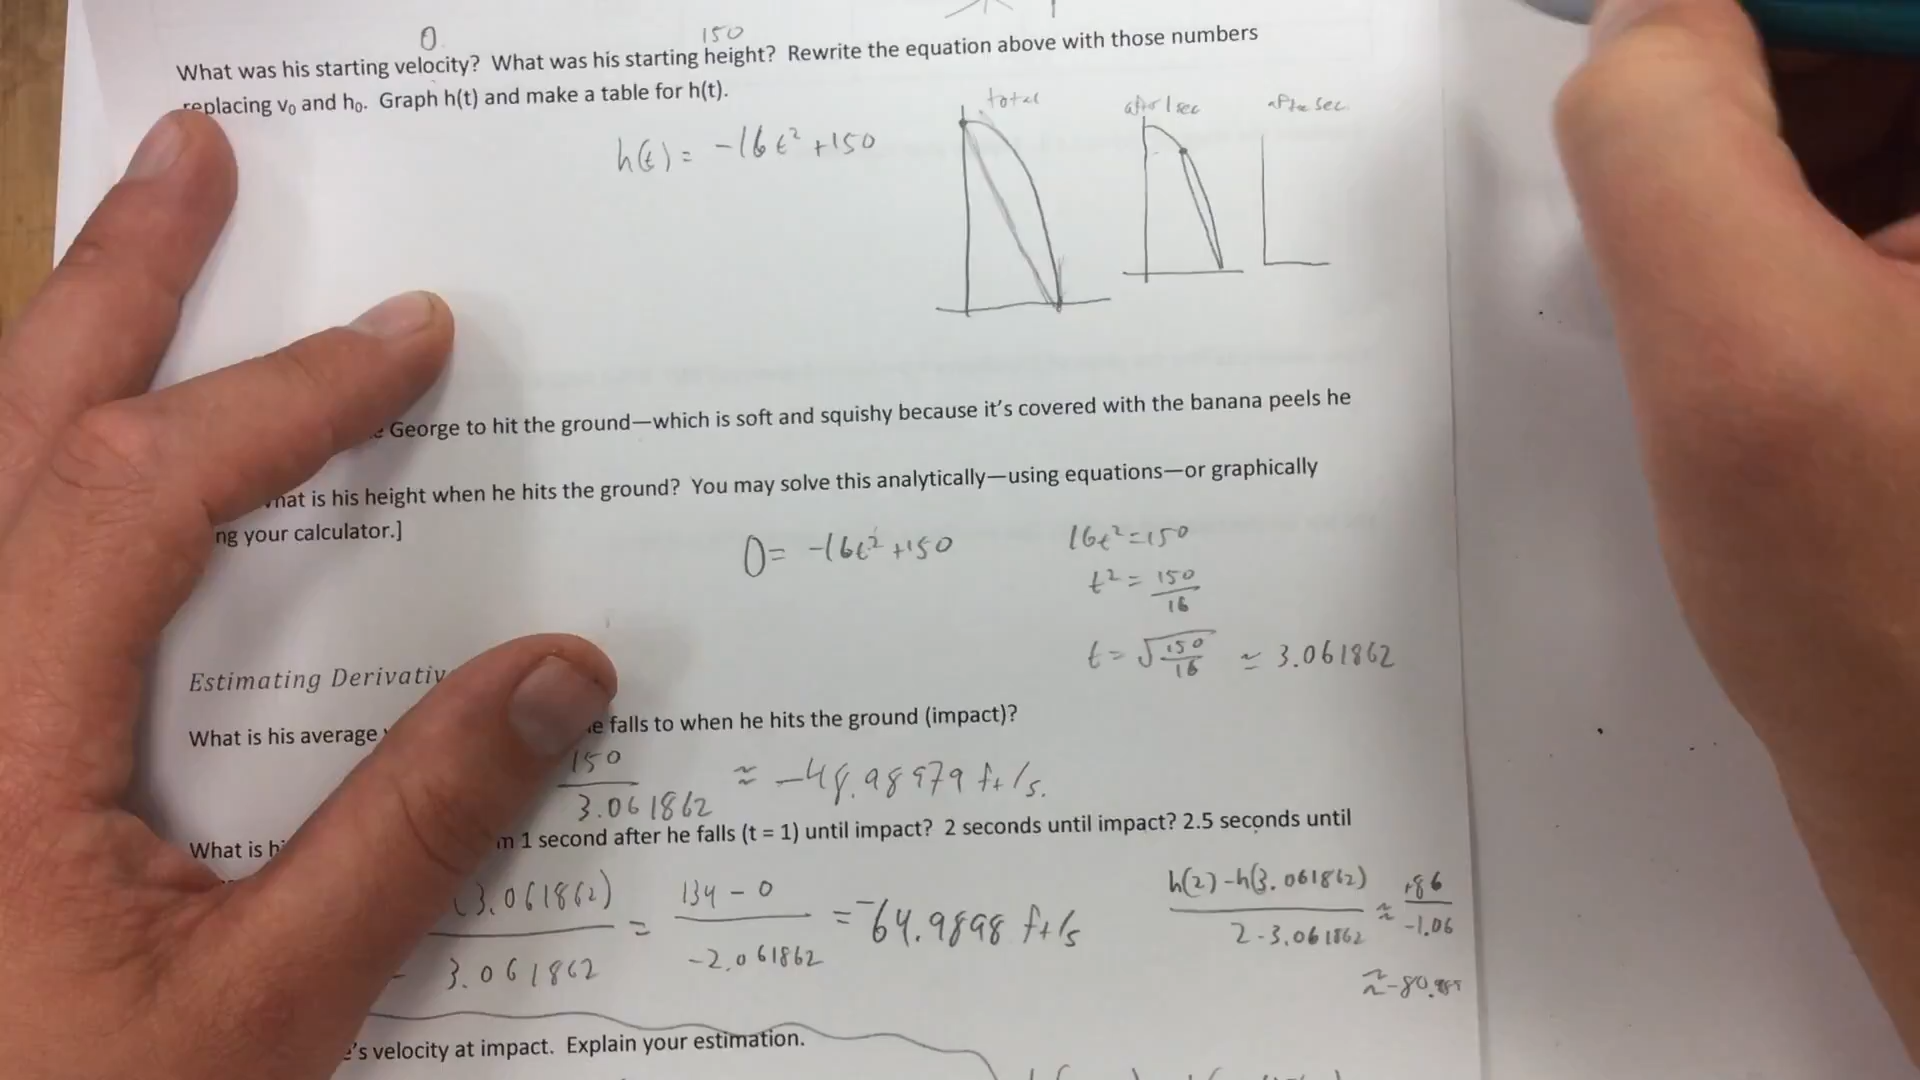 0 150
What was his starting velocity? What was his starting height? Rewrite the equation above with those numbers
replacing v₀ and h₀. Graph h(t) and make a table for h(t).
total after 1 sec sec
h(t) = -16t² +150
George to hit the ground—which is soft and squishy because it's covered with the banana peels he
is his height when he hits the ground? You may solve this analytically—using equations—or graphically
your calculator.]
0 = -16t² +150
16t² = 150
t² = 150/16
t = √150/16 ≃ 3.061862
Estimating
What is his average falls to when he hits the ground (impact)?
150/3.061862 ≈ -48.98979 ft/s.
What is 1 second after he falls (t = 1) until impact? 2 seconds until impact? 2.5 seconds until
(3.061862) / - 3.061862 = 134 - 0 / -2.061862 = -64.9898 ft/s
h(2) - h(3.061862) / 2 - 3.061862 ≈ +86 / -1.06
≈ -80.989
's velocity at impact. Explain your estimation.